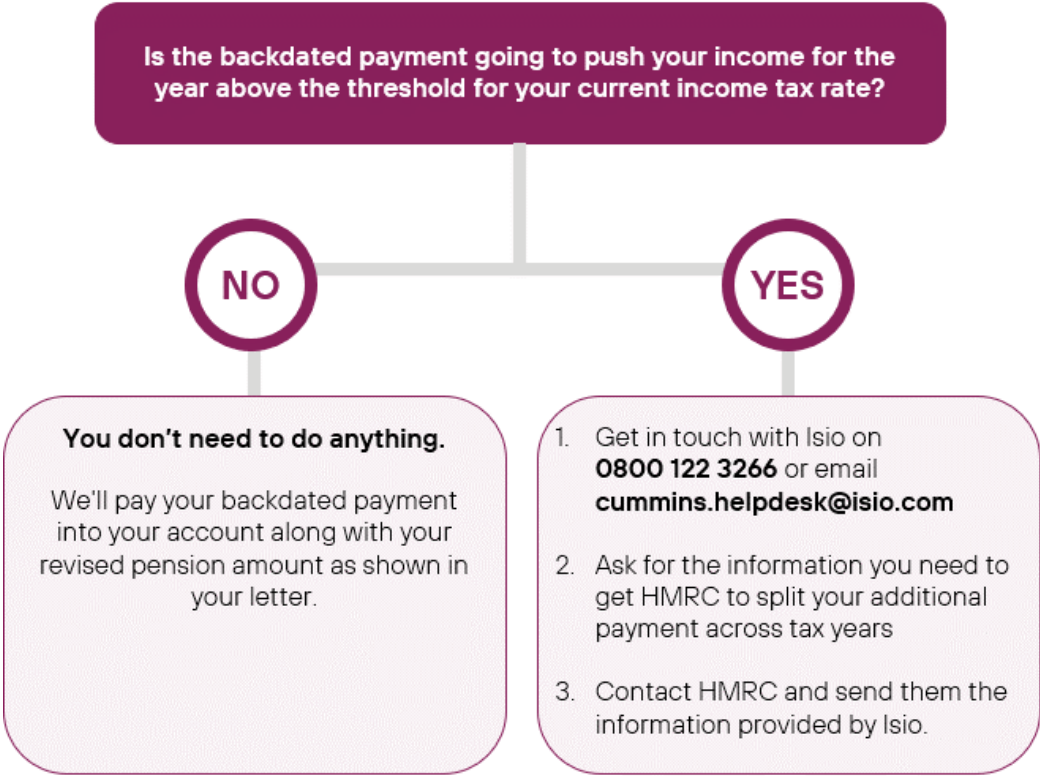 Is the backdated payment going to push your income for the
year above the threshold for your current income tax rate?
NO
YES
You don't need to do anything.
We'll pay your backdated payment
into your account along with your
revised pension amount as shown in
your letter.
1. Get in touch with Isio on
0800 122 3266 or email
cummins.helpdesk@isio.com
2. Ask for the information you need to
get HMRC to split your additional
payment across tax years
3. Contact HMRC and send them the
information provided by Isio.